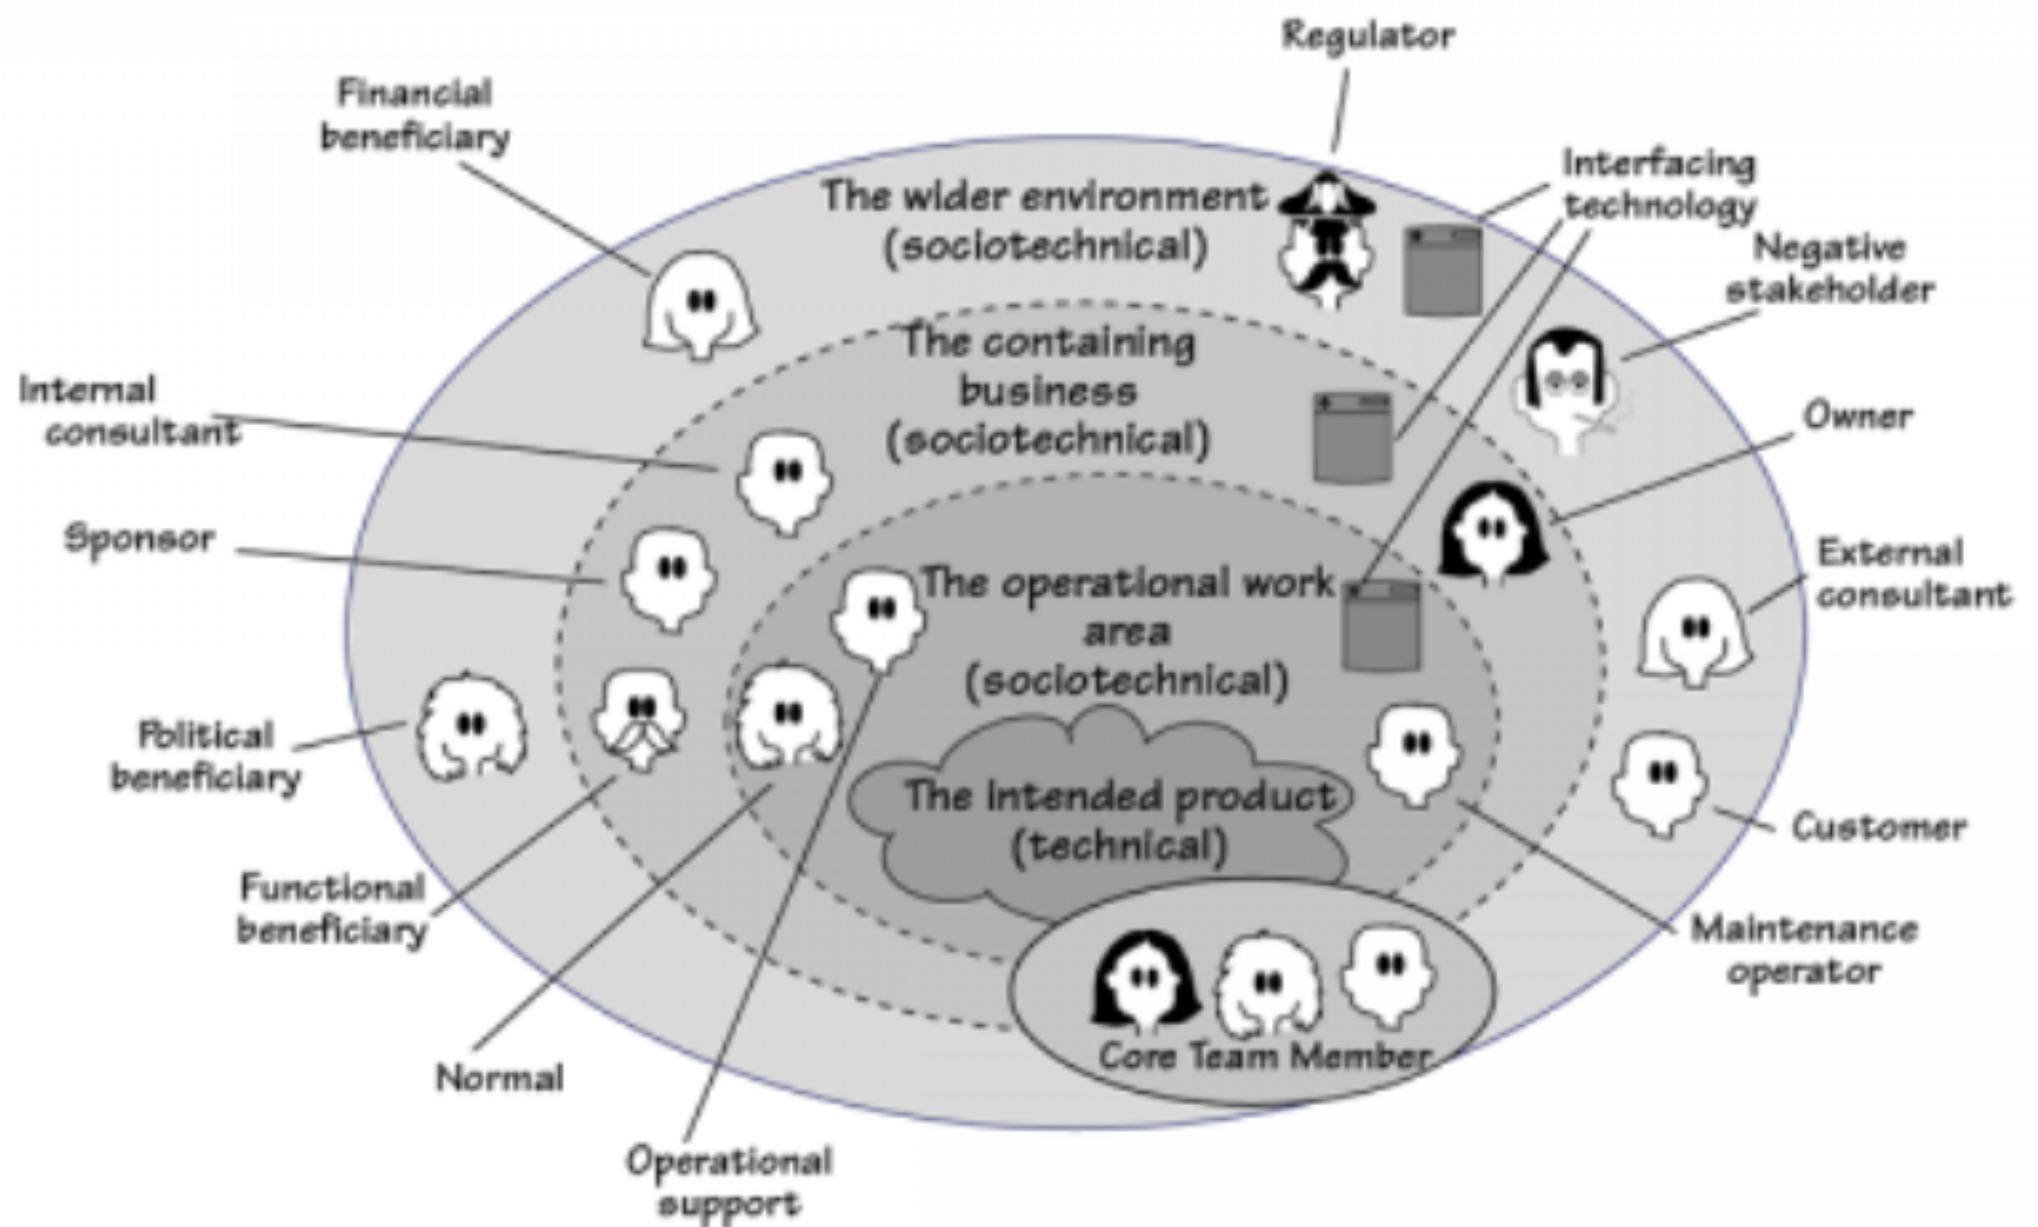 Regulator
Financial
beneficiary
Interfacing
technology
The wider environment
(sociotechnical)
Negative
stakeholder
The containing
business
(sociotechnical)
Internal
consultant
Owner
Sponsor
External
consultant
The operational work
area
(sociotechnical)
Political
beneficiary
The intended product
(technical)
Customer
Functional
beneficiary
Maintenance
operator
Core Team Member
Normal
Operational
support